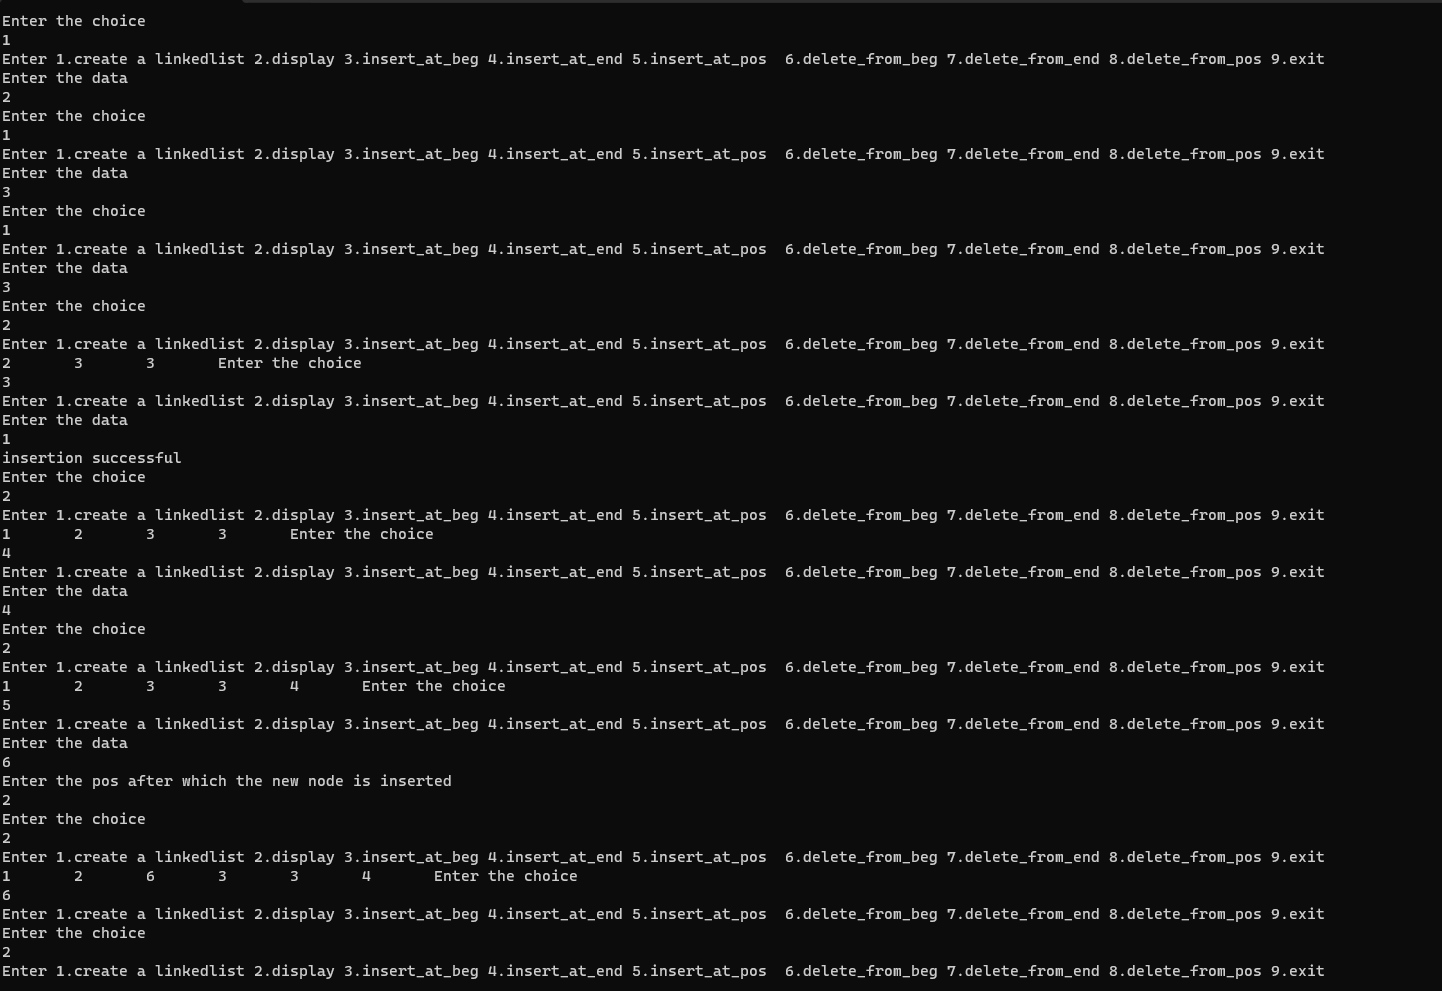 Enter the choice
1
Enter 1.create a linkedlist 2.display 3.insert_at_beg 4.insert_at_end 5.insert_at_pos  6.delete_from_beg 7.delete_from_end 8.delete_from_pos 9.exit
Enter the data
2
Enter the choice
1
Enter 1.create a linkedlist 2.display 3.insert_at_beg 4.insert_at_end 5.insert_at_pos  6.delete_from_beg 7.delete_from_end 8.delete_from_pos 9.exit
Enter the data
3
Enter the choice
1
Enter 1.create a linkedlist 2.display 3.insert_at_beg 4.insert_at_end 5.insert_at_pos  6.delete_from_beg 7.delete_from_end 8.delete_from_pos 9.exit
Enter the data
3
Enter the choice
2
Enter 1.create a linkedlist 2.display 3.insert_at_beg 4.insert_at_end 5.insert_at_pos  6.delete_from_beg 7.delete_from_end 8.delete_from_pos 9.exit
2       3       3       Enter the choice
3
Enter 1.create a linkedlist 2.display 3.insert_at_beg 4.insert_at_end 5.insert_at_pos  6.delete_from_beg 7.delete_from_end 8.delete_from_pos 9.exit
Enter the data
1
insertion successful
Enter the choice
2
Enter 1.create a linkedlist 2.display 3.insert_at_beg 4.insert_at_end 5.insert_at_pos  6.delete_from_beg 7.delete_from_end 8.delete_from_pos 9.exit
1       2       3       3       Enter the choice
4
Enter 1.create a linkedlist 2.display 3.insert_at_beg 4.insert_at_end 5.insert_at_pos  6.delete_from_beg 7.delete_from_end 8.delete_from_pos 9.exit
Enter the data
4
Enter the choice
2
Enter 1.create a linkedlist 2.display 3.insert_at_beg 4.insert_at_end 5.insert_at_pos  6.delete_from_beg 7.delete_from_end 8.delete_from_pos 9.exit
1       2       3       3       4       Enter the choice
5
Enter 1.create a linkedlist 2.display 3.insert_at_beg 4.insert_at_end 5.insert_at_pos  6.delete_from_beg 7.delete_from_end 8.delete_from_pos 9.exit
Enter the data
6
Enter the pos after which the new node is inserted
2
Enter the choice
2
Enter 1.create a linkedlist 2.display 3.insert_at_beg 4.insert_at_end 5.insert_at_pos  6.delete_from_beg 7.delete_from_end 8.delete_from_pos 9.exit
1       2       6       3       3       4       Enter the choice
6
Enter 1.create a linkedlist 2.display 3.insert_at_beg 4.insert_at_end 5.insert_at_pos  6.delete_from_beg 7.delete_from_end 8.delete_from_pos 9.exit
Enter the choice
2
Enter 1.create a linkedlist 2.display 3.insert_at_beg 4.insert_at_end 5.insert_at_pos  6.delete_from_beg 7.delete_from_end 8.delete_from_pos 9.exit